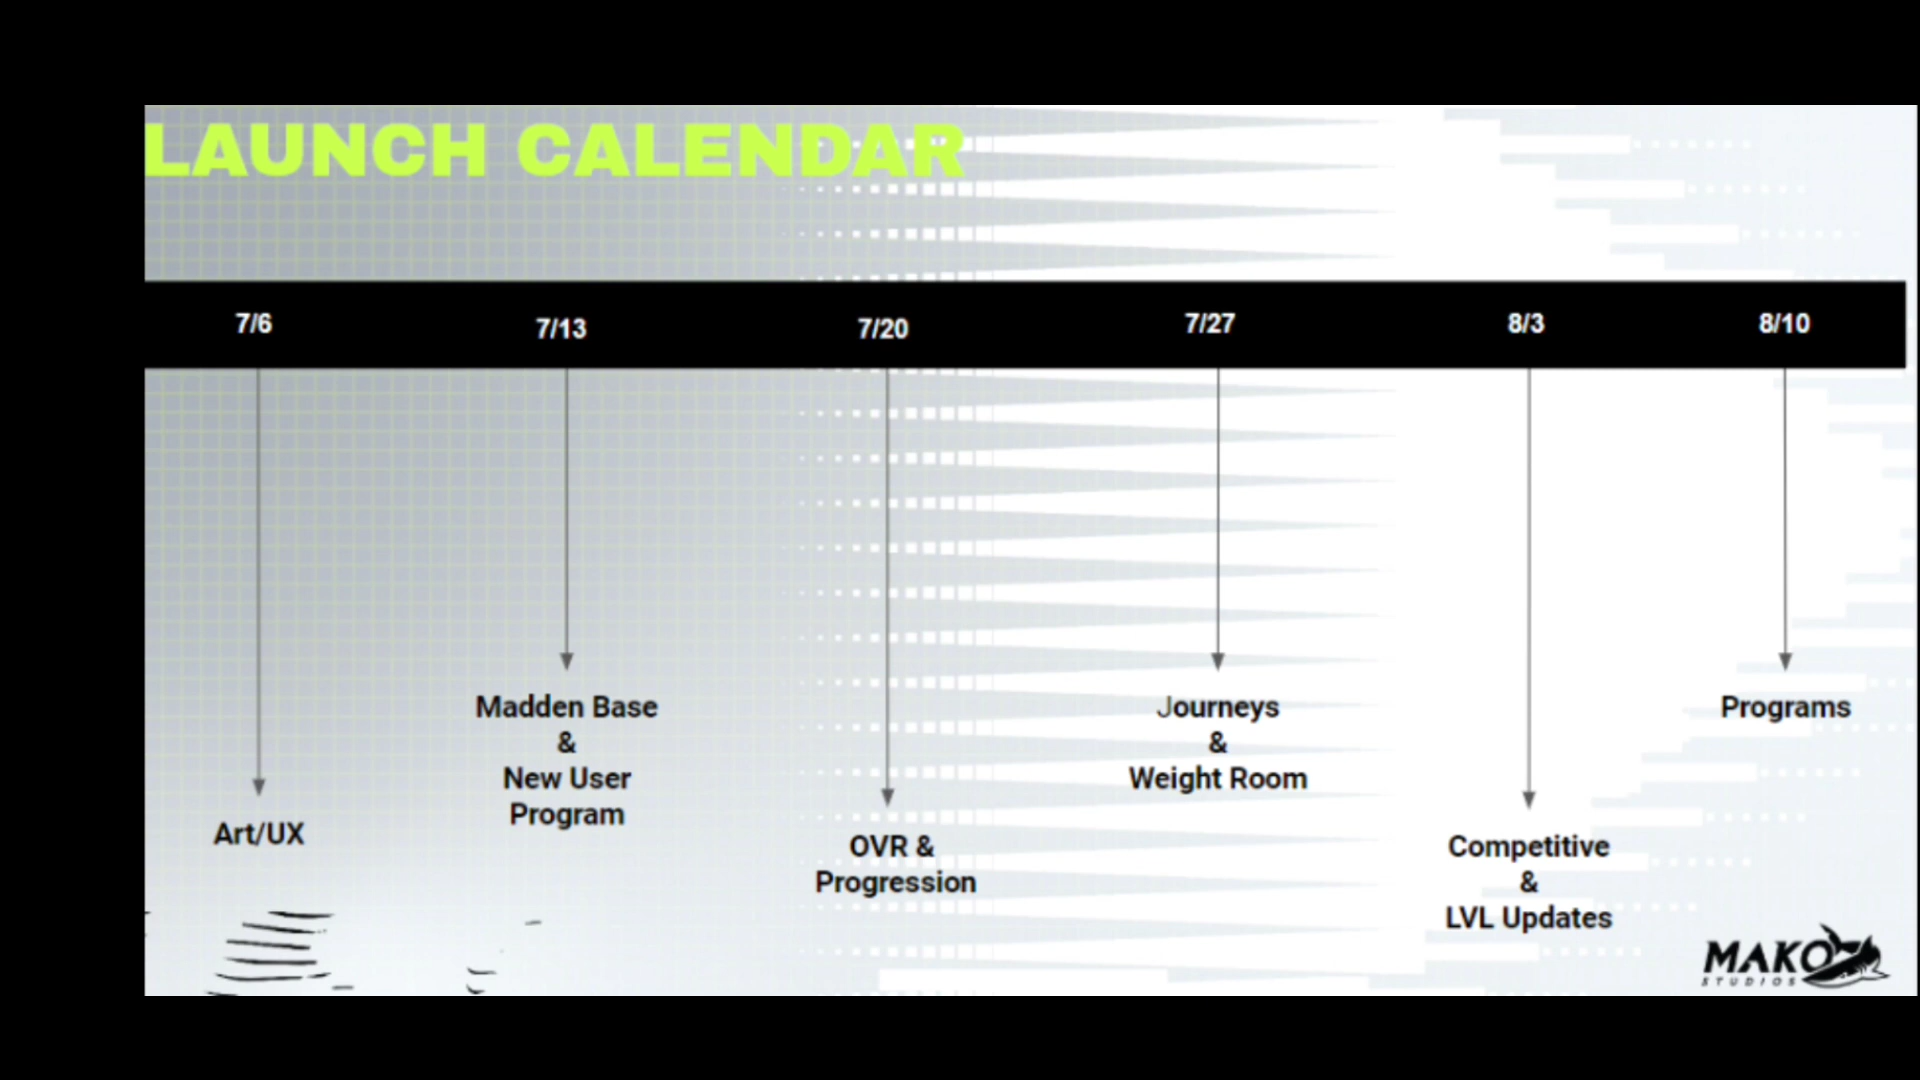 LAUNCH CALENDAR
7/6 7/13 7/20 7/27 8/3 8/10
Art/UX
Madden Base
&
New User
Program
OVR &
Progression
Journeys
&
Weight Room
Competitive
&
LVL Updates
Programs
MAKO
STUDIOS